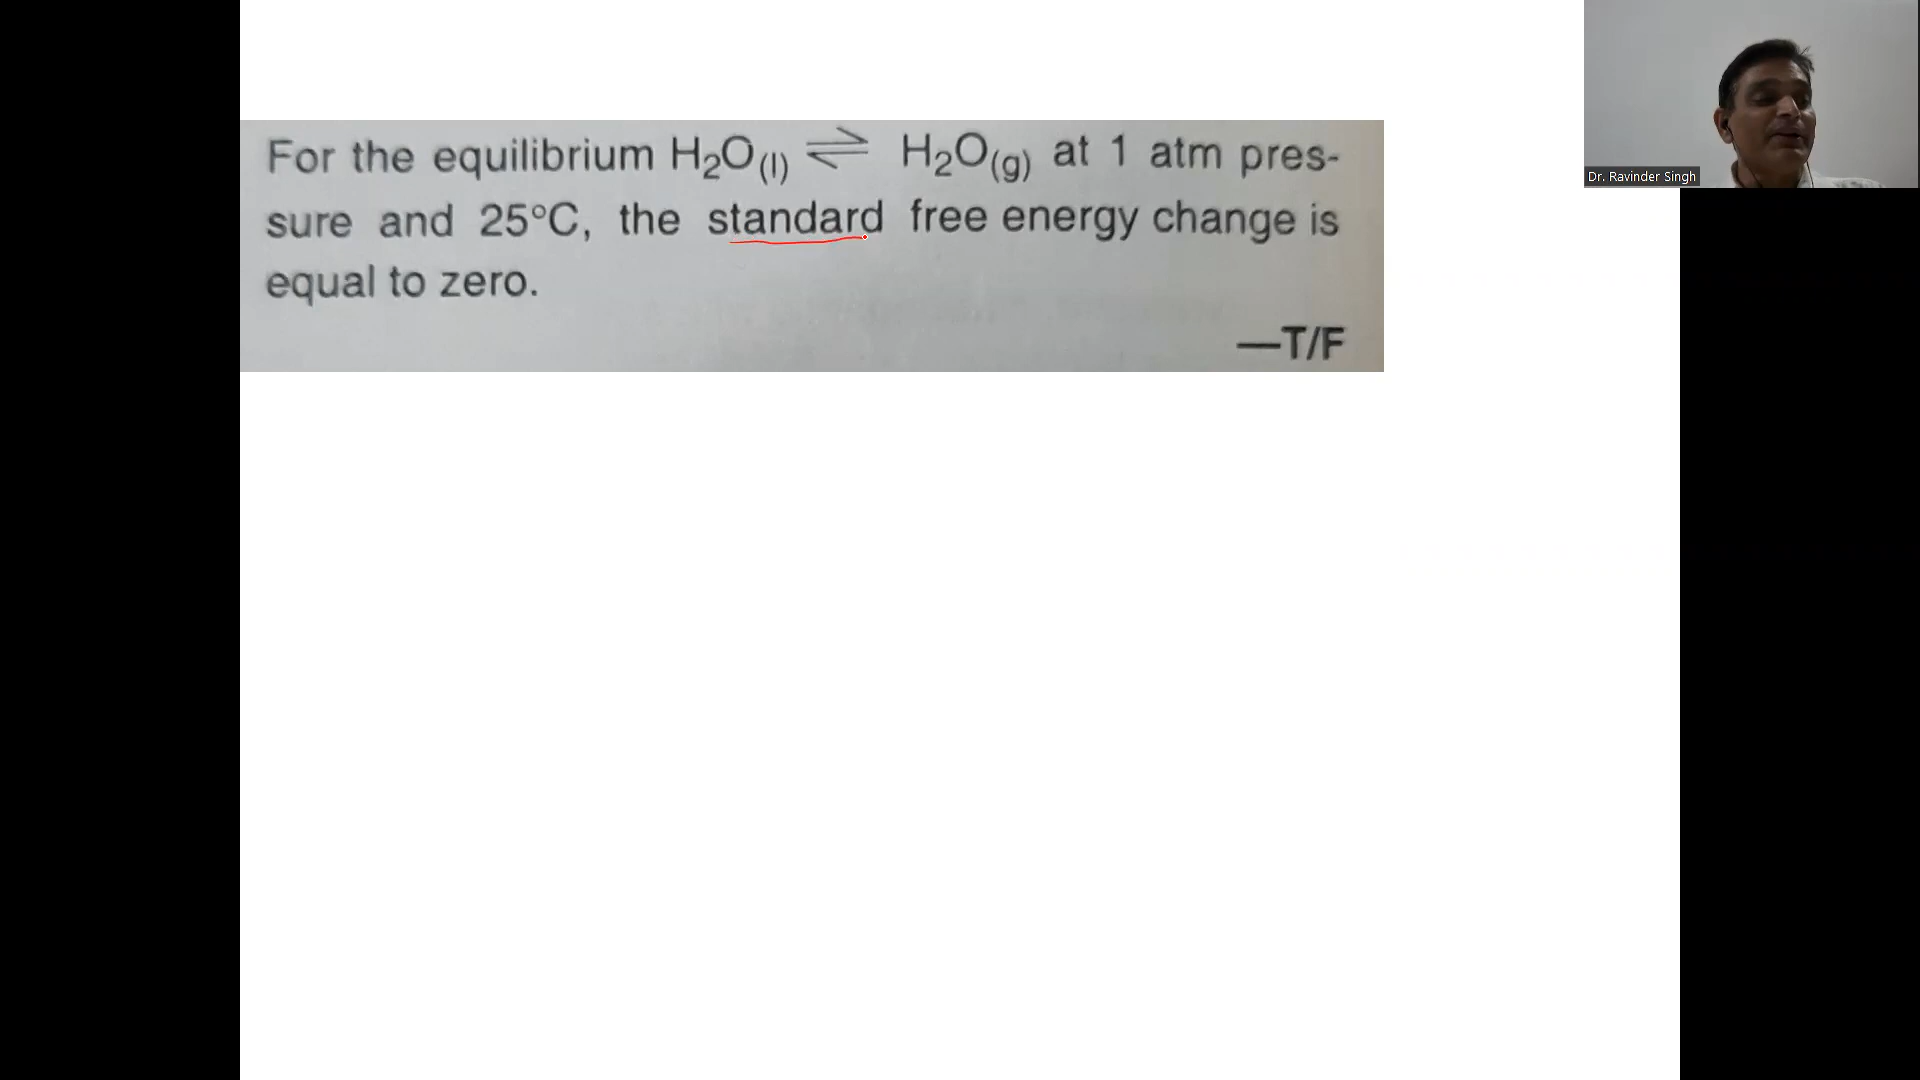 For the equilibrium H₂O₍l₎ ⇌ H₂O₍g₎ at 1 atm pres-
sure and 25°C, the standard free energy change is
equal to zero.
—T/F
Dr. Ravinder Singh